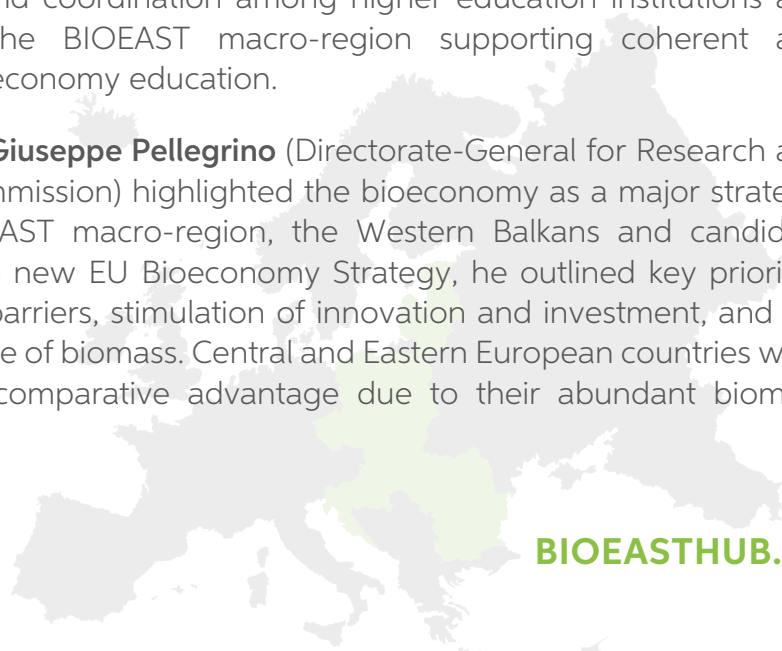 nd coordination among higher education institutions a
he BIOEAST macro-region supporting coherent a
economy education.
Giuseppe Pellegrino (Directorate-General for Research a
mmission) highlighted the bioeconomy as a major strate
AST macro-region, the Western Balkans and candid
new EU Bioeconomy Strategy, he outlined key priori
barriers, stimulation of innovation and investment, and
e of biomass. Central and Eastern European countries w
comparative advantage due to their abundant biom
BIOEASTHUB.